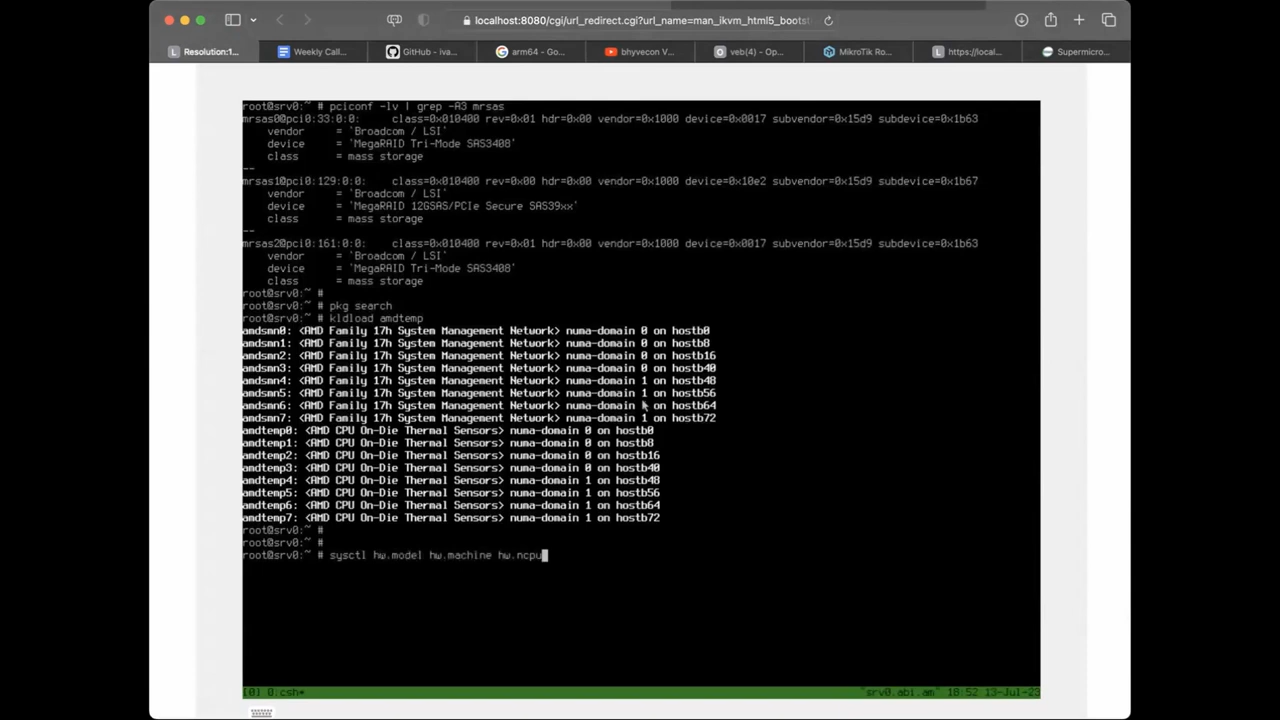 localhost:8080/cgi/url_redirect.cgi?url_name=man_ikvm_html5_boots
Resolution:1... Weekly Call... GitHub - iva... arm64 - Go... bhyvecon V... veb(4) - Op... MikroTik Ro... https://local... Supermicro...
root@srv0:~ # pciconf -lv | grep -A3 mrsas
mrsas0@pci0:33:0:0: class=0x010400 rev=0x01 hdr=0x00 vendor=0x1000 device=0x0017 subvendor=0x15d9 subdevice=0x1b63
vendor = 'Broadcom / LSI'
device = 'MegaRAID Tri-Mode SAS3408'
class = mass storage
--
mrsas1@pci0:129:0:0: class=0x010400 rev=0x00 hdr=0x00 vendor=0x1000 device=0x10e2 subvendor=0x15d9 subdevice=0x1b67
vendor = 'Broadcom / LSI'
device = 'MegaRAID 12GSAS/PCIe Secure SAS39xx'
class = mass storage
--
mrsas2@pci0:161:0:0: class=0x010400 rev=0x01 hdr=0x00 vendor=0x1000 device=0x0017 subvendor=0x15d9 subdevice=0x1b63
vendor = 'Broadcom / LSI'
device = 'MegaRAID Tri-Mode SAS3408'
class = mass storage
root@srv0:~ #
root@srv0:~ # pkg search
root@srv0:~ # kldload amdtemp
amdsmn0: <AMD Family 17h System Management Network> numa-domain 0 on hostb0
amdsmn1: <AMD Family 17h System Management Network> numa-domain 0 on hostb8
amdsmn2: <AMD Family 17h System Management Network> numa-domain 0 on hostb16
amdsmn3: <AMD Family 17h System Management Network> numa-domain 0 on hostb40
amdsmn4: <AMD Family 17h System Management Network> numa-domain 1 on hostb48
amdsmn5: <AMD Family 17h System Management Network> numa-domain 1 on hostb56
amdsmn6: <AMD Family 17h System Management Network> numa-domain 1 on hostb64
amdsmn7: <AMD Family 17h System Management Network> numa-domain 1 on hostb72
amdtemp0: <AMD CPU On-Die Thermal Sensors> numa-domain 0 on hostb0
amdtemp1: <AMD CPU On-Die Thermal Sensors> numa-domain 0 on hostb8
amdtemp2: <AMD CPU On-Die Thermal Sensors> numa-domain 0 on hostb16
amdtemp3: <AMD CPU On-Die Thermal Sensors> numa-domain 0 on hostb40
amdtemp4: <AMD CPU On-Die Thermal Sensors> numa-domain 1 on hostb48
amdtemp5: <AMD CPU On-Die Thermal Sensors> numa-domain 1 on hostb56
amdtemp6: <AMD CPU On-Die Thermal Sensors> numa-domain 1 on hostb64
amdtemp7: <AMD CPU On-Die Thermal Sensors> numa-domain 1 on hostb72
root@srv0:~ #
root@srv0:~ #
root@srv0:~ # sysctl hw.model hw.machine hw.ncpu
[0] 0:csh* "srv0.abi.am" 18:52 13-Jul-23